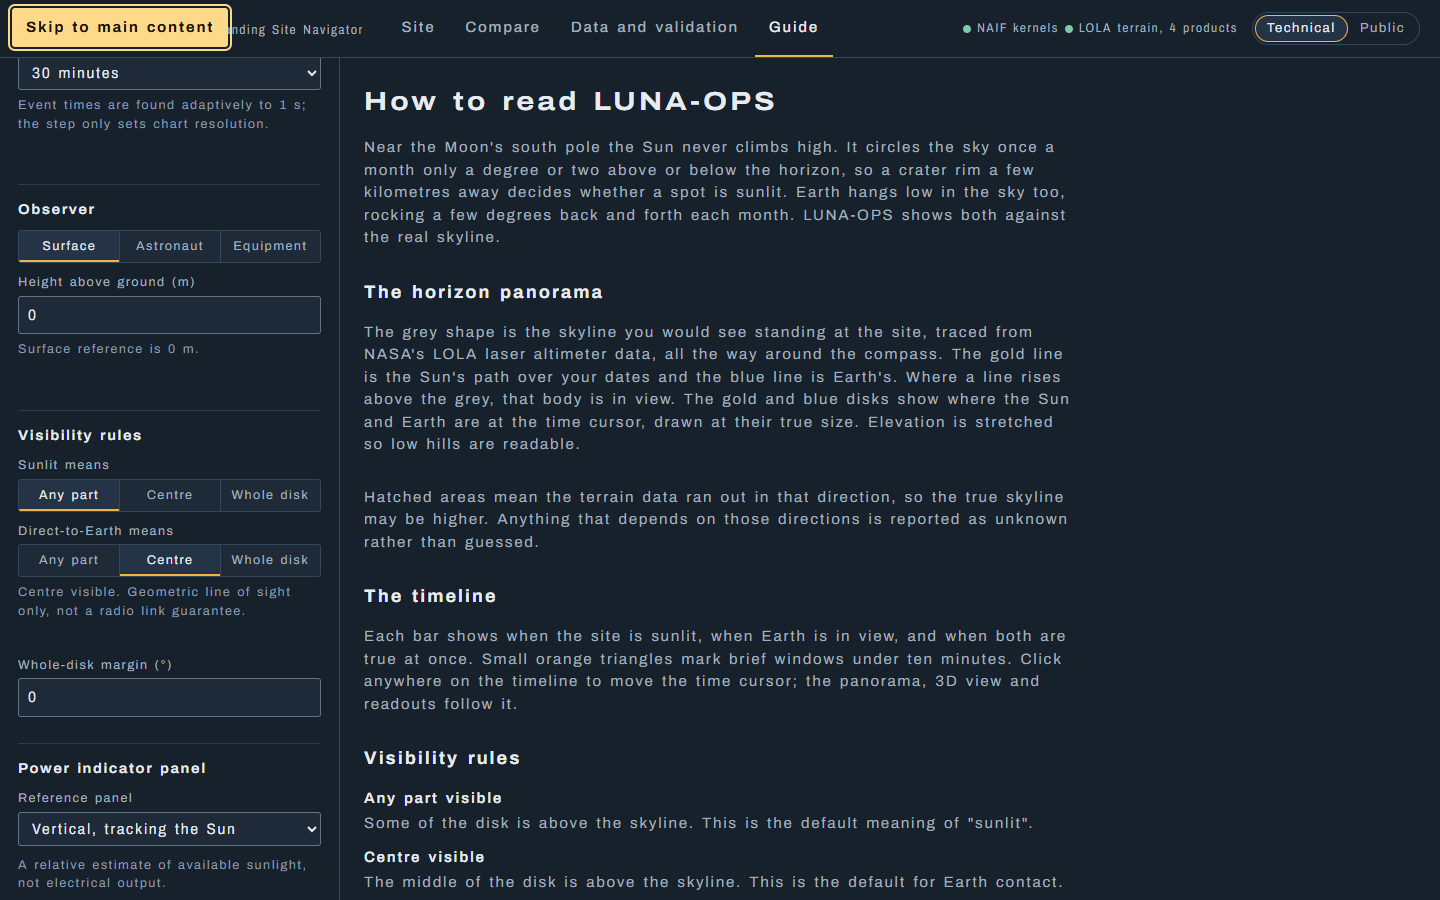 Skip to main content
nding Site Navigator
Site
Compare
Data and validation
Guide
NAIF kernels
LOLA terrain, 4 products
Technical
Public
30 minutes
Event times are found adaptively to 1 s;
the step only sets chart resolution.
Observer
Surface
Astronaut
Equipment
Height above ground (m)
0
Surface reference is 0 m.
Visibility rules
Sunlit means
Any part
Centre
Whole disk
Direct-to-Earth means
Any part
Centre
Whole disk
Centre visible. Geometric line of sight
only, not a radio link guarantee.
Whole-disk margin (°)
0
Power indicator panel
Reference panel
Vertical, tracking the Sun
A relative estimate of available sunlight,
not electrical output.
How to read LUNA-OPS
Near the Moon's south pole the Sun never climbs high. It circles the sky once a
month only a degree or two above or below the horizon, so a crater rim a few
kilometres away decides whether a spot is sunlit. Earth hangs low in the sky too,
rocking a few degrees back and forth each month. LUNA-OPS shows both against
the real skyline.
The horizon panorama
The grey shape is the skyline you would see standing at the site, traced from
NASA's LOLA laser altimeter data, all the way around the compass. The gold line
is the Sun's path over your dates and the blue line is Earth's. Where a line rises
above the grey, that body is in view. The gold and blue disks show where the Sun
and Earth are at the time cursor, drawn at their true size. Elevation is stretched
so low hills are readable.
Hatched areas mean the terrain data ran out in that direction, so the true skyline
may be higher. Anything that depends on those directions is reported as unknown
rather than guessed.
The timeline
Each bar shows when the site is sunlit, when Earth is in view, and when both are
true at once. Small orange triangles mark brief windows under ten minutes. Click
anywhere on the timeline to move the time cursor; the panorama, 3D view and
readouts follow it.
Visibility rules
Any part visible
Some of the disk is above the skyline. This is the default meaning of "sunlit".
Centre visible
The middle of the disk is above the skyline. This is the default for Earth contact.